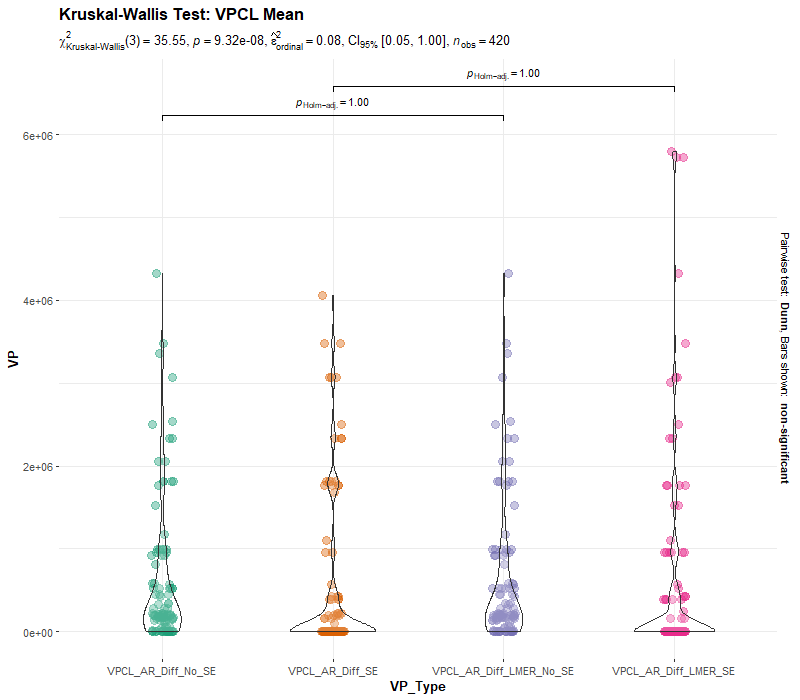 Kruskal-Wallis Test: VPCL Mean
χ²Kruskal-Wallis(3) = 35.55, p = 9.32e-08, ε̂²ordinal = 0.08, CI95% [0.05, 1.00], nobs = 420
pHolm−adj. = 1.00
pHolm−adj. = 1.00
6e+06
4e+06
2e+06
0e+00
VP
Pairwise test: Dunn, Bars shown: non-significant
VPCL_AR_Diff_No_SE
VPCL_AR_Diff_SE
VPCL_AR_Diff_LMER_No_SE
VPCL_AR_Diff_LMER_SE
VP_Type